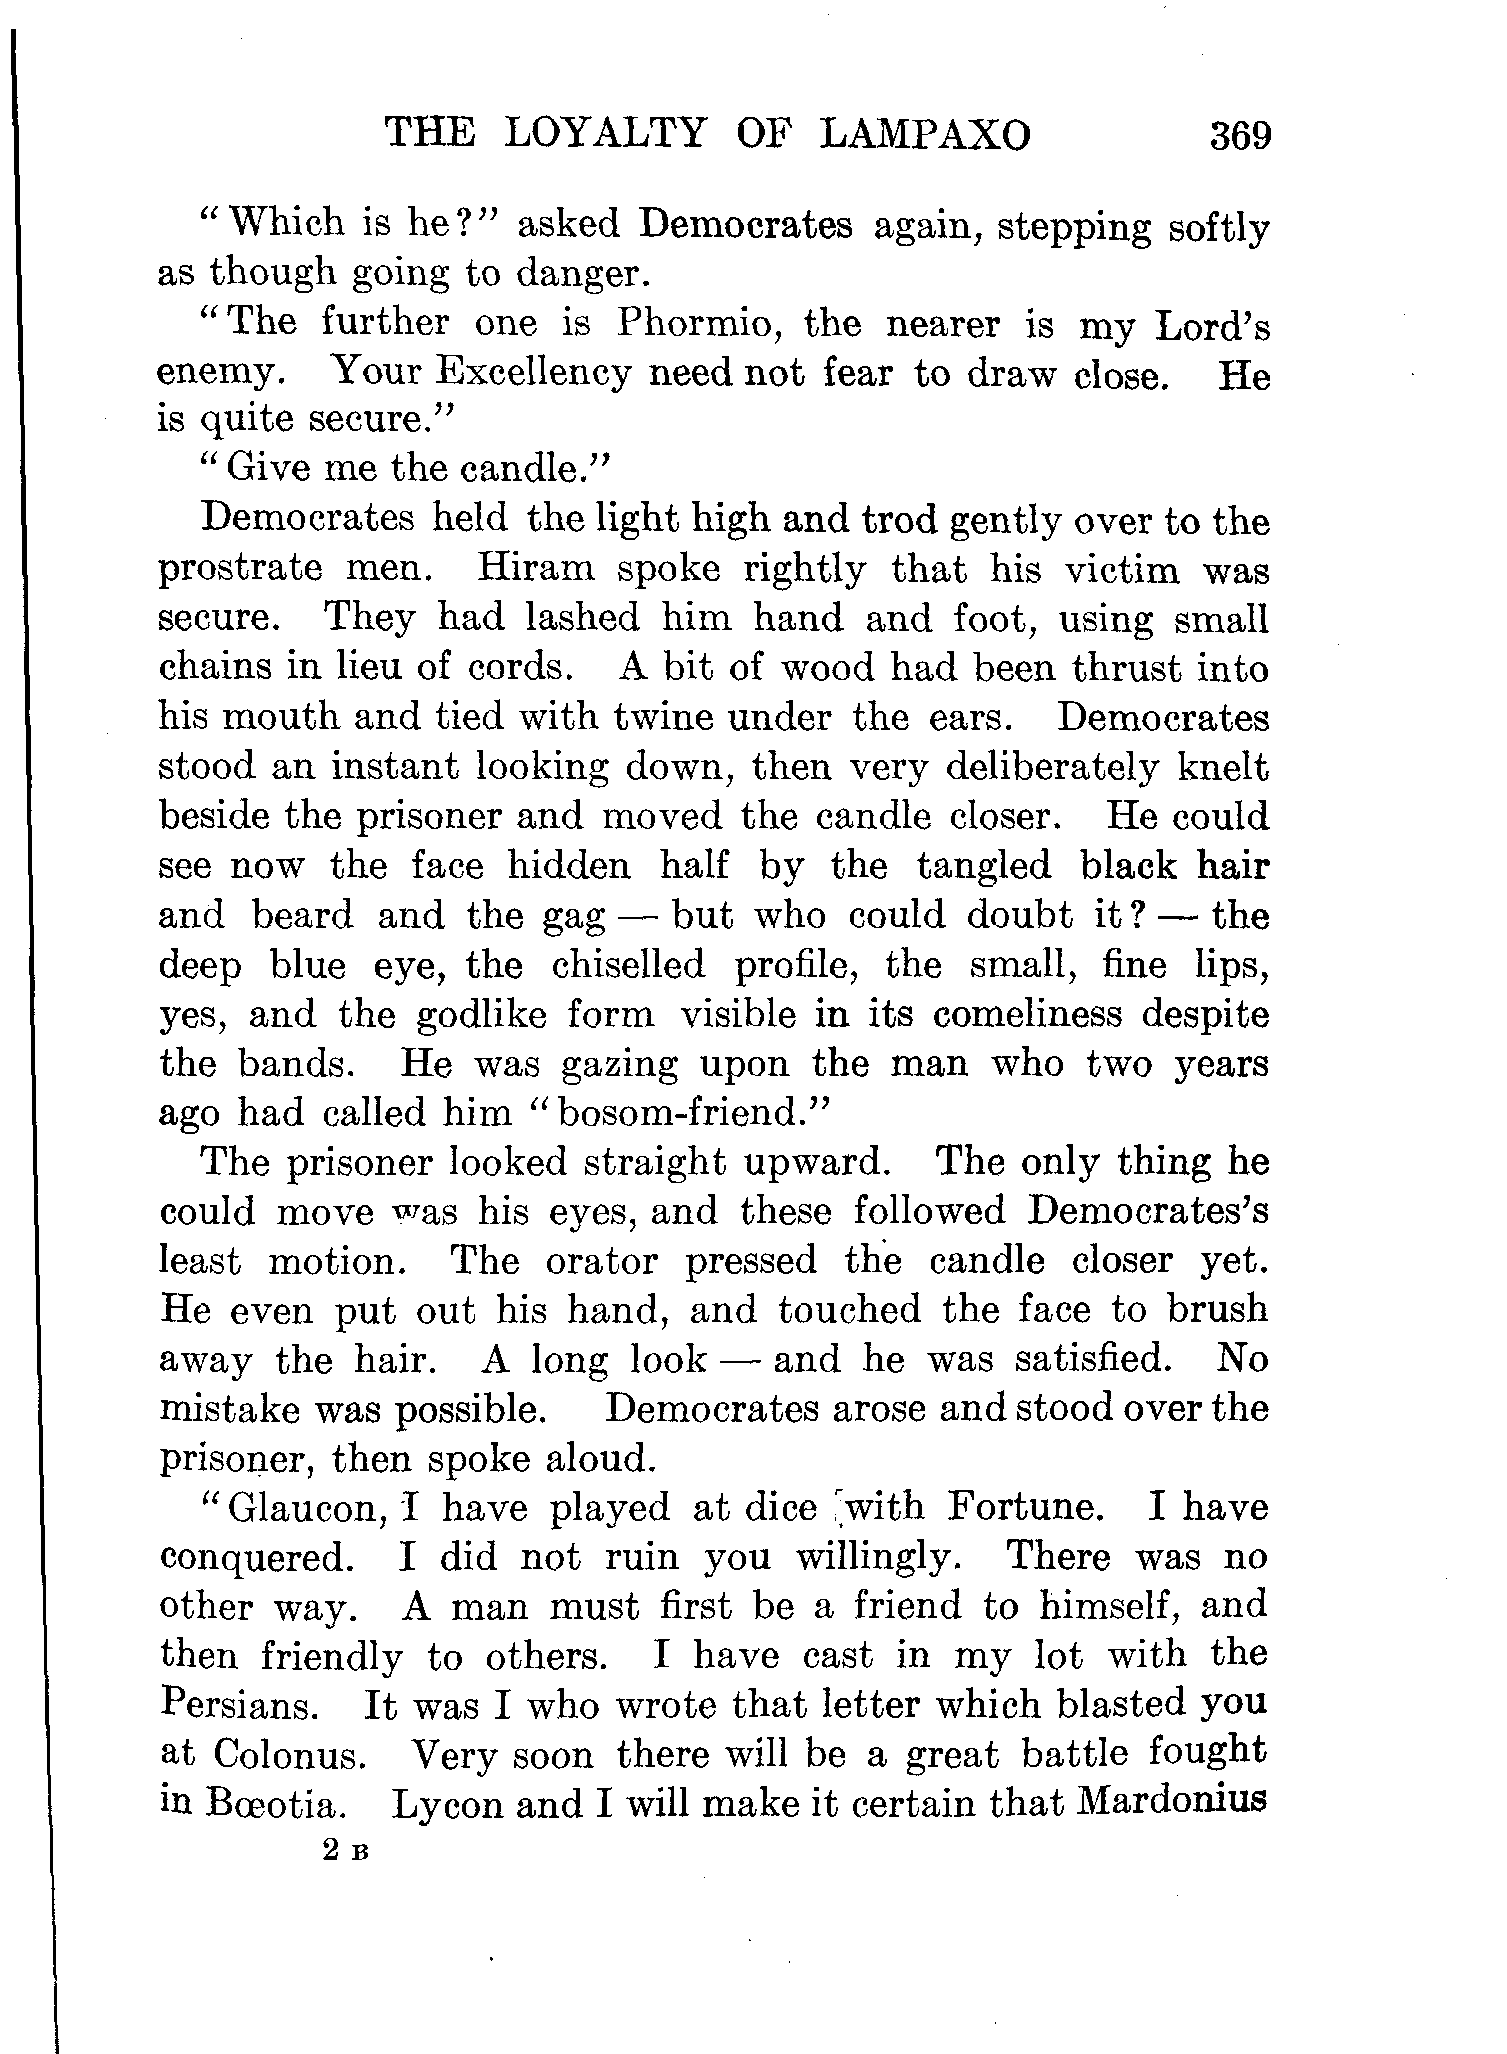 THE LOYALTY OF LAMPAXO 369
“Which is he?” asked Democrates again, stepping softly
as though going to danger.
“The further one is Phormio, the nearer is my Lord’s
enemy. Your Excellency need not fear to draw close. He
is quite secure.”
“Give me the candle.”
Democrates held the light high and trod gently over to the
prostrate men. Hiram spoke rightly that his victim was
secure. They had lashed him hand and foot, using small
chains in lieu of cords. A bit of wood had been thrust into
his mouth and tied with twine under the ears. Democrates
stood an instant looking down, then very deliberately knelt
beside the prisoner and moved the candle closer. He could
see now the face hidden half by the tangled black hair
and beard and the gag — but who could doubt it? — the
deep blue eye, the chiselled profile, the small, fine lips,
yes, and the godlike form visible in its comeliness despite
the bands. He was gazing upon the man who two years
ago had called him “bosom-friend.”
The prisoner looked straight upward. The only thing he
could move was his eyes, and these followed Democrates’s
least motion. The orator pressed the candle closer yet.
He even put out his hand, and touched the face to brush
away the hair. A long look — and he was satisfied. No
mistake was possible. Democrates arose and stood over the
prisoner, then spoke aloud.
“Glaucon, I have played at dice with Fortune. I have
conquered. I did not ruin you willingly. There was no
other way. A man must first be a friend to himself, and
then friendly to others. I have cast in my lot with the
Persians. It was I who wrote that letter which blasted you
at Colonus. Very soon there will be a great battle fought
in Bœotia. Lycon and I will make it certain that Mardonius
2 B